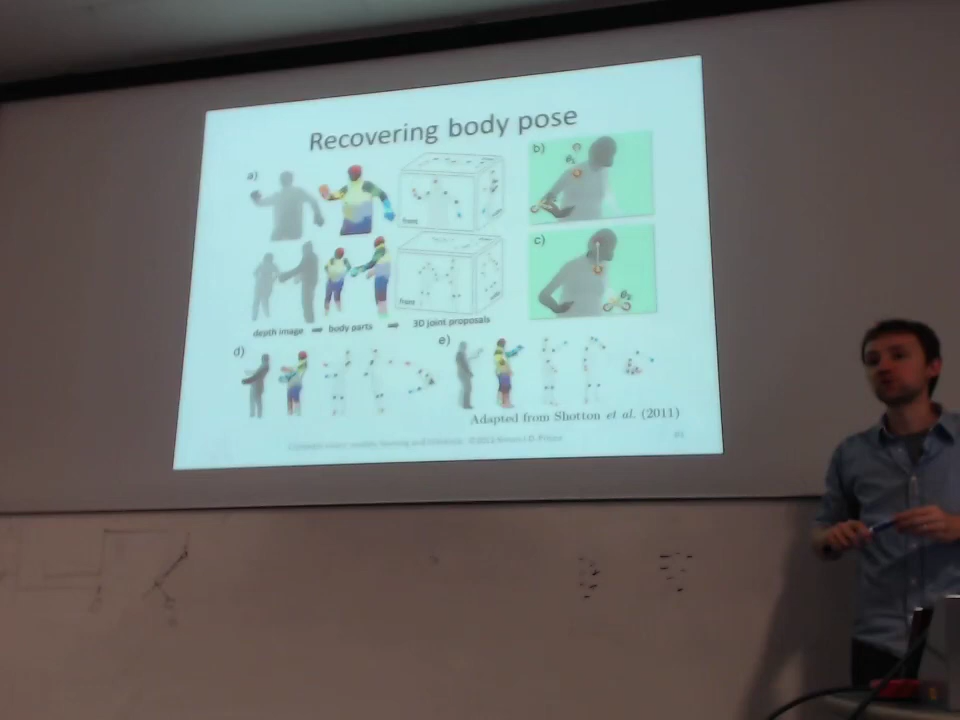 Recovering body pose
a)
b)
front
c)
front
depth image ➡ body parts ➡ 3D joint proposals
d)
e)
Adapted from Shotton et al. (2011)